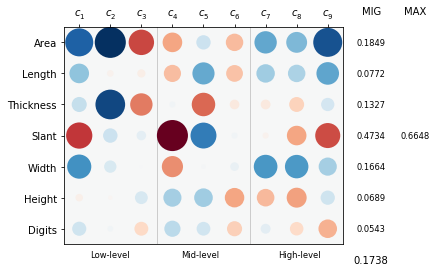 c1 c2 c3 c4 c5 c6 c7 c8 c9 MIG MAX
Area 0.1849
Length 0.0772
Thickness 0.1327
Slant 0.4734 0.6648
Width 0.1664
Height 0.0689
Digits 0.0543
Low-level Mid-level High-level 0.1738